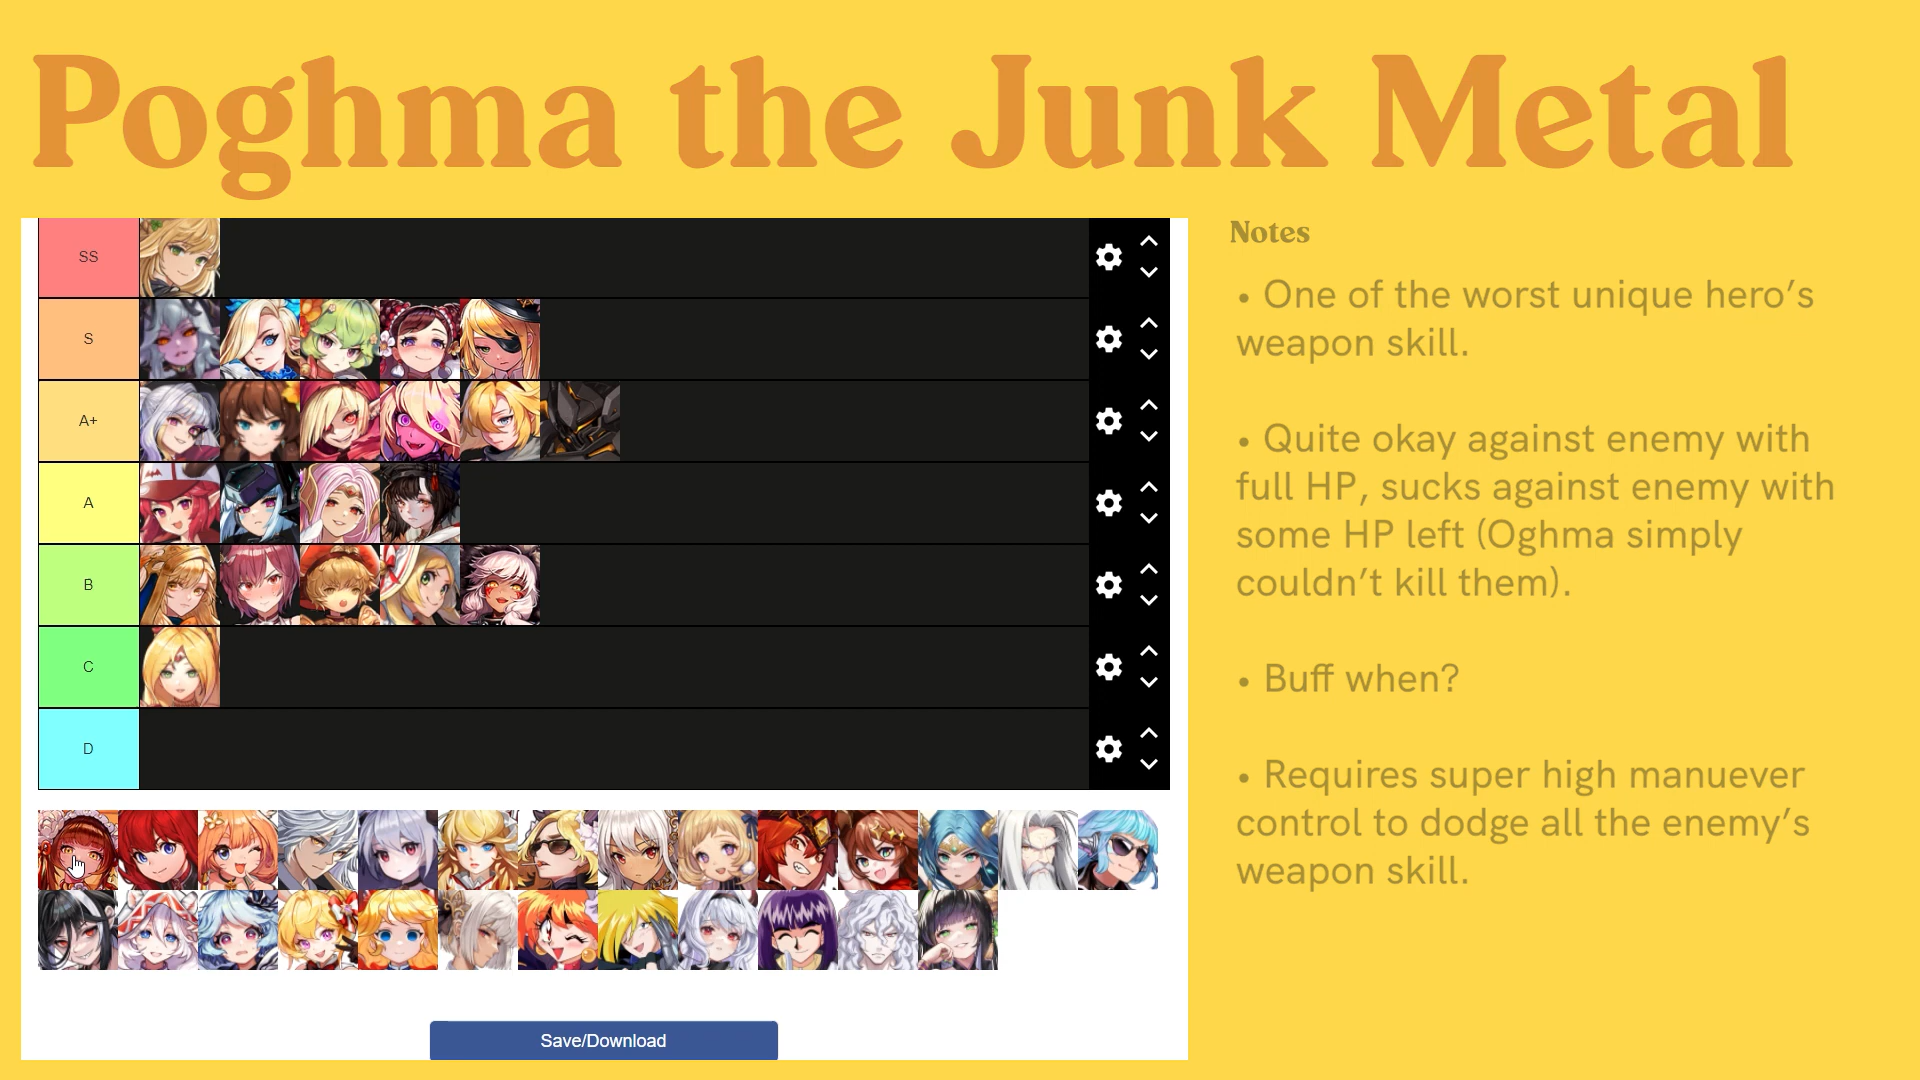 Poghma the Junk Metal
SS
S
A+
A
B
C
D
Save/Download
Notes
• One of the worst unique hero’s
weapon skill.
• Quite okay against enemy with
full HP, sucks against enemy with
some HP left (Oghma simply
couldn’t kill them).
• Buff when?
• Requires super high manuever
control to dodge all the enemy’s
weapon skill.